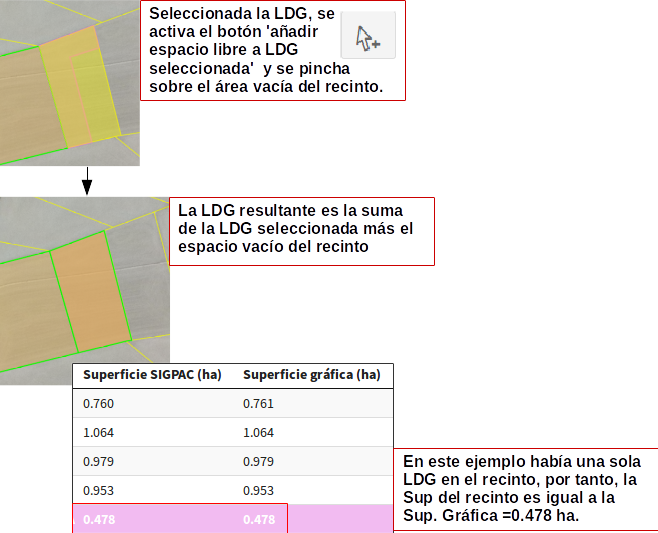 Seleccionada la LDG, se
activa el botón 'añadir
espacio libre a LDG
seleccionada'  y se pincha
sobre el área vacía del recinto.
La LDG resultante es la suma
de la LDG seleccionada más el
espacio vacío del recinto
Superficie SIGPAC (ha) Superficie gráfica (ha)
0.760 0.761
1.064 1.064
0.979 0.979
0.953 0.953
0.478 0.478
En este ejemplo había una sola
LDG en el recinto, por tanto, la
Sup del recinto es igual a la
Sup. Gráfica =0.478 ha.